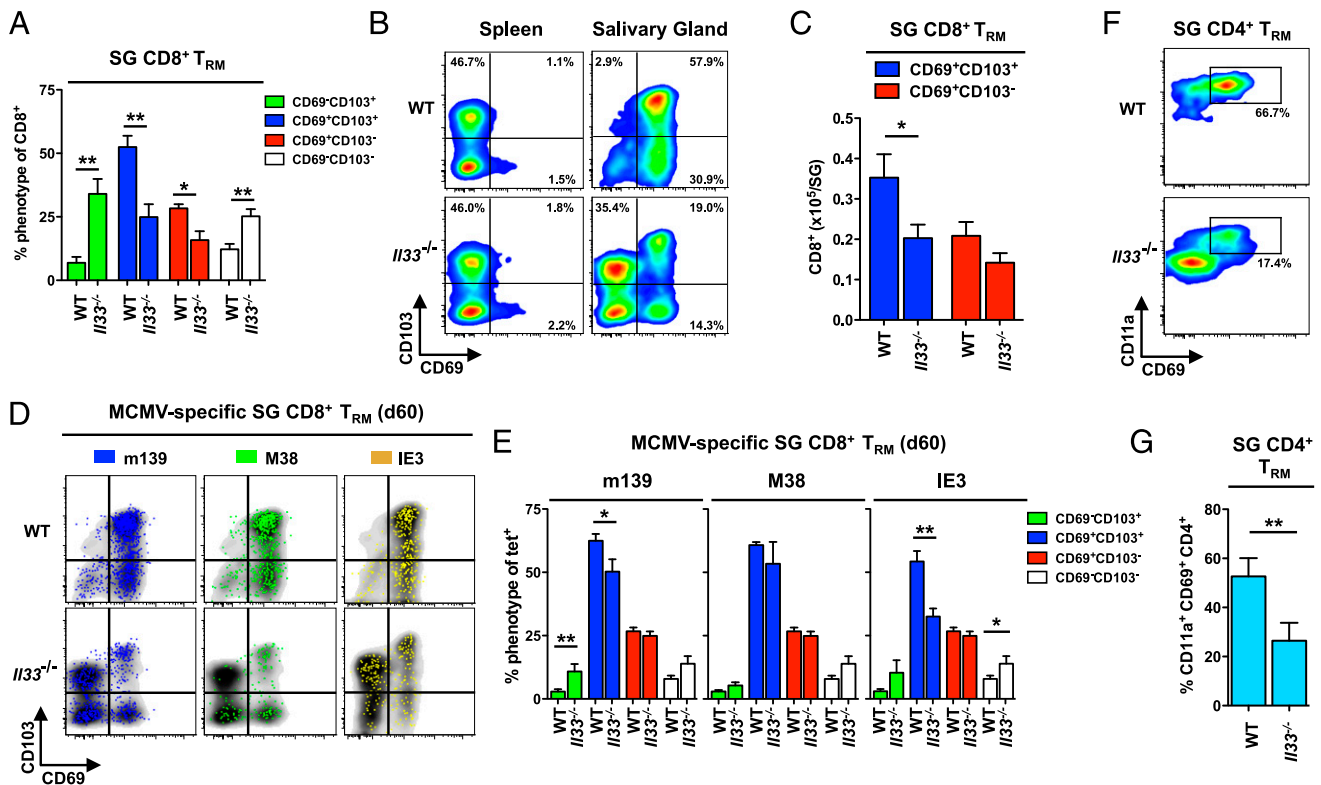 A
SG CD8+ TRM
% phenotype of CD8+
75
50
25
0
** ** * **
WT Il33-/- WT Il33-/- WT Il33-/- WT Il33-/-
CD69-CD103+
CD69+CD103+
CD69+CD103-
CD69-CD103-
B
Spleen Salivary Gland
WT
46.7% 1.1% 2.9% 57.9%
1.5% 30.9%
Il33-/-
46.0% 1.8% 35.4% 19.0%
2.2% 14.3%
CD103
CD69
C
SG CD8+ TRM
CD69+CD103+
CD69+CD103-
CD8+ (x10^5/SG)
0.5
0.4
0.3
0.2
0.1
0.0
*
WT Il33-/- WT Il33-/-
F
SG CD4+ TRM
WT
66.7%
Il33-/-
17.4%
CD11a
CD69
D
MCMV-specific SG CD8+ TRM (d60)
m139 M38 IE3
WT
Il33-/-
CD103
CD69
E
MCMV-specific SG CD8+ TRM (d60)
m139 M38 IE3
% phenotype of tet+
75
50
25
0
** * ** *
WT Il33-/- WT Il33-/- WT Il33-/- WT Il33-/- WT Il33-/- WT Il33-/- WT Il33-/- WT Il33-/- WT Il33-/- WT Il33-/- WT Il33-/- WT Il33-/-
CD69-CD103+
CD69+CD103+
CD69+CD103-
CD69-CD103-
G
SG CD4+
TRM
% CD11a+ CD69+ CD4+
80
60
40
20
0
**
WT Il33-/-